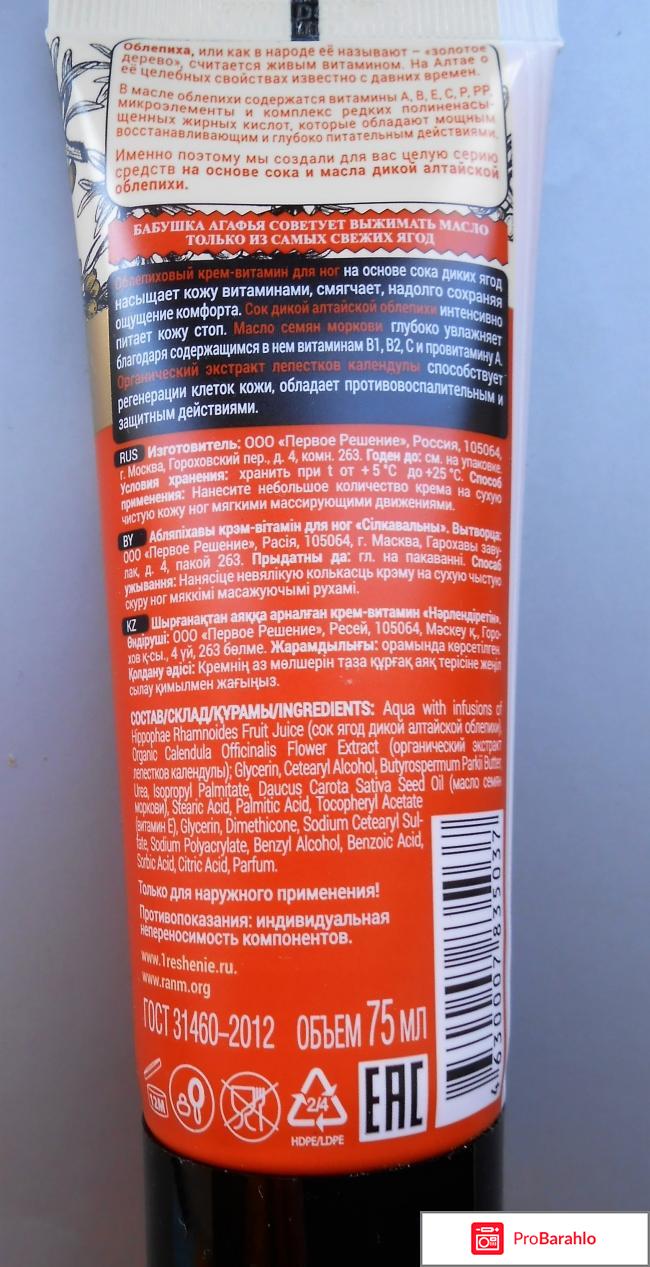 Облепиха, или как в народе её называют – «золотое
дерево», считается живым витамином. На Алтае о
её целебных свойствах известно с давних времен.
В масле облепихи содержатся витамины А, В, Е, С, Р, РР,
микроэлементы и комплекс редких полиненасы-
щенных жирных кислот, которые обладают мощным
восстанавливающим и глубоко питательным действиями.
Именно поэтому мы создали для вас целую серию
средств на основе сока и масла дикой алтайской
облепихи.
БАБУШКА АГАФЬЯ СОВЕТУЕТ ВЫЖИМАТЬ МАСЛО
ТОЛЬКО ИЗ САМЫХ СВЕЖИХ ЯГОД
Облепиховый крем-витамин для ног на основе сока диких ягод
насыщает кожу витаминами, смягчает, надолго сохраняя
ощущение комфорта. Сок дикой алтайской облепихи интенсивно
питает кожу стоп. Масло семян моркови глубоко увлажняет
благодаря содержащимся в нем витаминам В1, В2, С и провитамину А.
Органический экстракт лепестков календулы способствует
регенерации клеток кожи, обладает противовоспалительным и
защитным действиями.
RUS Изготовитель: ООО «Первое Решение», Россия, 105064,
г. Москва, Гороховский пер., д. 4, комн. 263. Годен до: см. на упаковке.
Условия хранения: хранить при t от +5°С до +25°С. Способ
применения: Нанесите небольшое количество крема на сухую
чистую кожу ног мягкими массирующими движениями.
BY Абляпіхавы крэм-вітамін для ног «Сілкавальны». Вытворца:
ООО «Первое Решение», Расія, 105064, г. Масква, Гарохавы заву-
лак, д. 4, пакой 263. Прыдатны да: гл. на пакаванні. Спосаб
ужывання: Нанясіце невялікую колькасць крэму на сухую чыстую
скуру ног мяккімі масажуючымі рухамі.
KZ Шырғанақтан аяққа арналған крем-витамин «Нәрлендіретін».
Өндіруші: ООО «Первое Решение», Ресей, 105064, Мәскеу қ., Горо-
хов қ-сы., 4 үй, 263 бөлме. Жарамдылығы: орамында көрсетілген.
Қолдану әдісі: Кремнің аз мөлшерін таза құрғақ аяқ терісіне жеңіл
сылау қимылмен жағыңыз.
СОСТАВ/СКЛАД/ҚҰРАМЫ/INGREDIENTS: Aqua with infusions of
Hippophae Rhamnoides Fruit Juice (сок ягод дикой алтайской облепихи),
Organic Calendula Officinalis Flower Extract (органический экстракт
лепестков календулы); Glycerin, Cetearyl Alcohol, Butyrospermum Parkii Butter,
Urea, Isopropyl Palmitate, Daucus Carota Sativa Seed Oil (масло семян
моркови), Stearic Acid, Palmitic Acid, Tocopheryl Acetate
(витамин Е), Glycerin, Dimethicone, Sodium Cetearyl Sul-
fate, Sodium Polyacrylate, Benzyl Alcohol, Benzoic Acid,
Sorbic Acid, Citric Acid, Parfum.
Только для наружного применения!
Противопоказания: индивидуальная
непереносимость компонентов.
www.1reshenie.ru.
www.ranm.org
ГОСТ 31460–2012 ОБЪЕМ 75 МЛ
4 630007 835037
12M
2/4
HDPE/LDPE
EAC
ProBarahlo